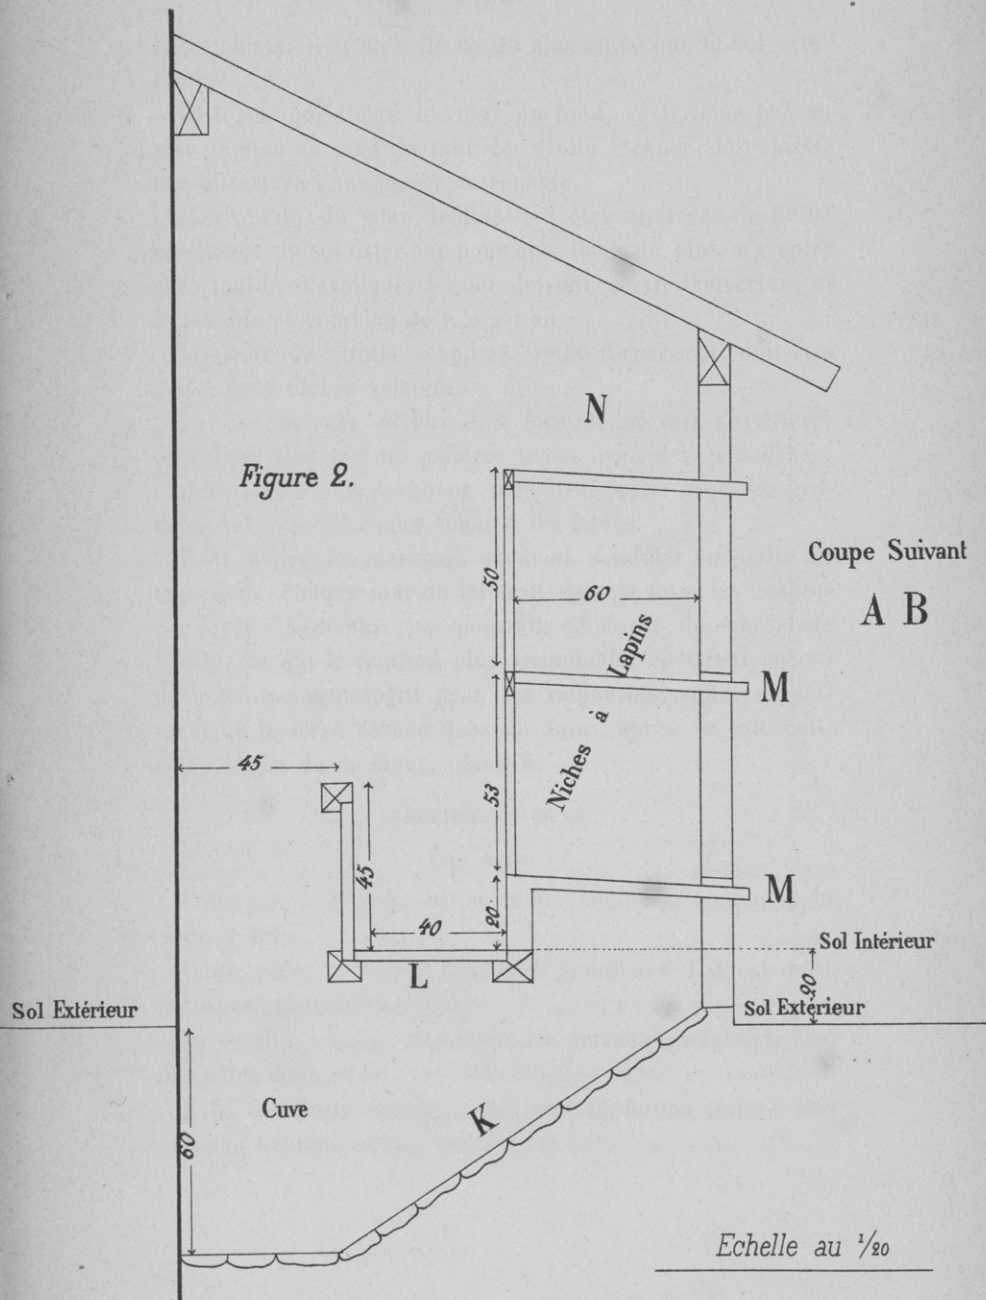 N
Figure 2.
Coupe Suivant
A B
50
60
Niches à Lapins
M
45
53
45
M
20
40
Sol Intérieur
L
20
Sol Extérieur
Sol Extérieur
Cuve
K
60
Echelle au 1/20